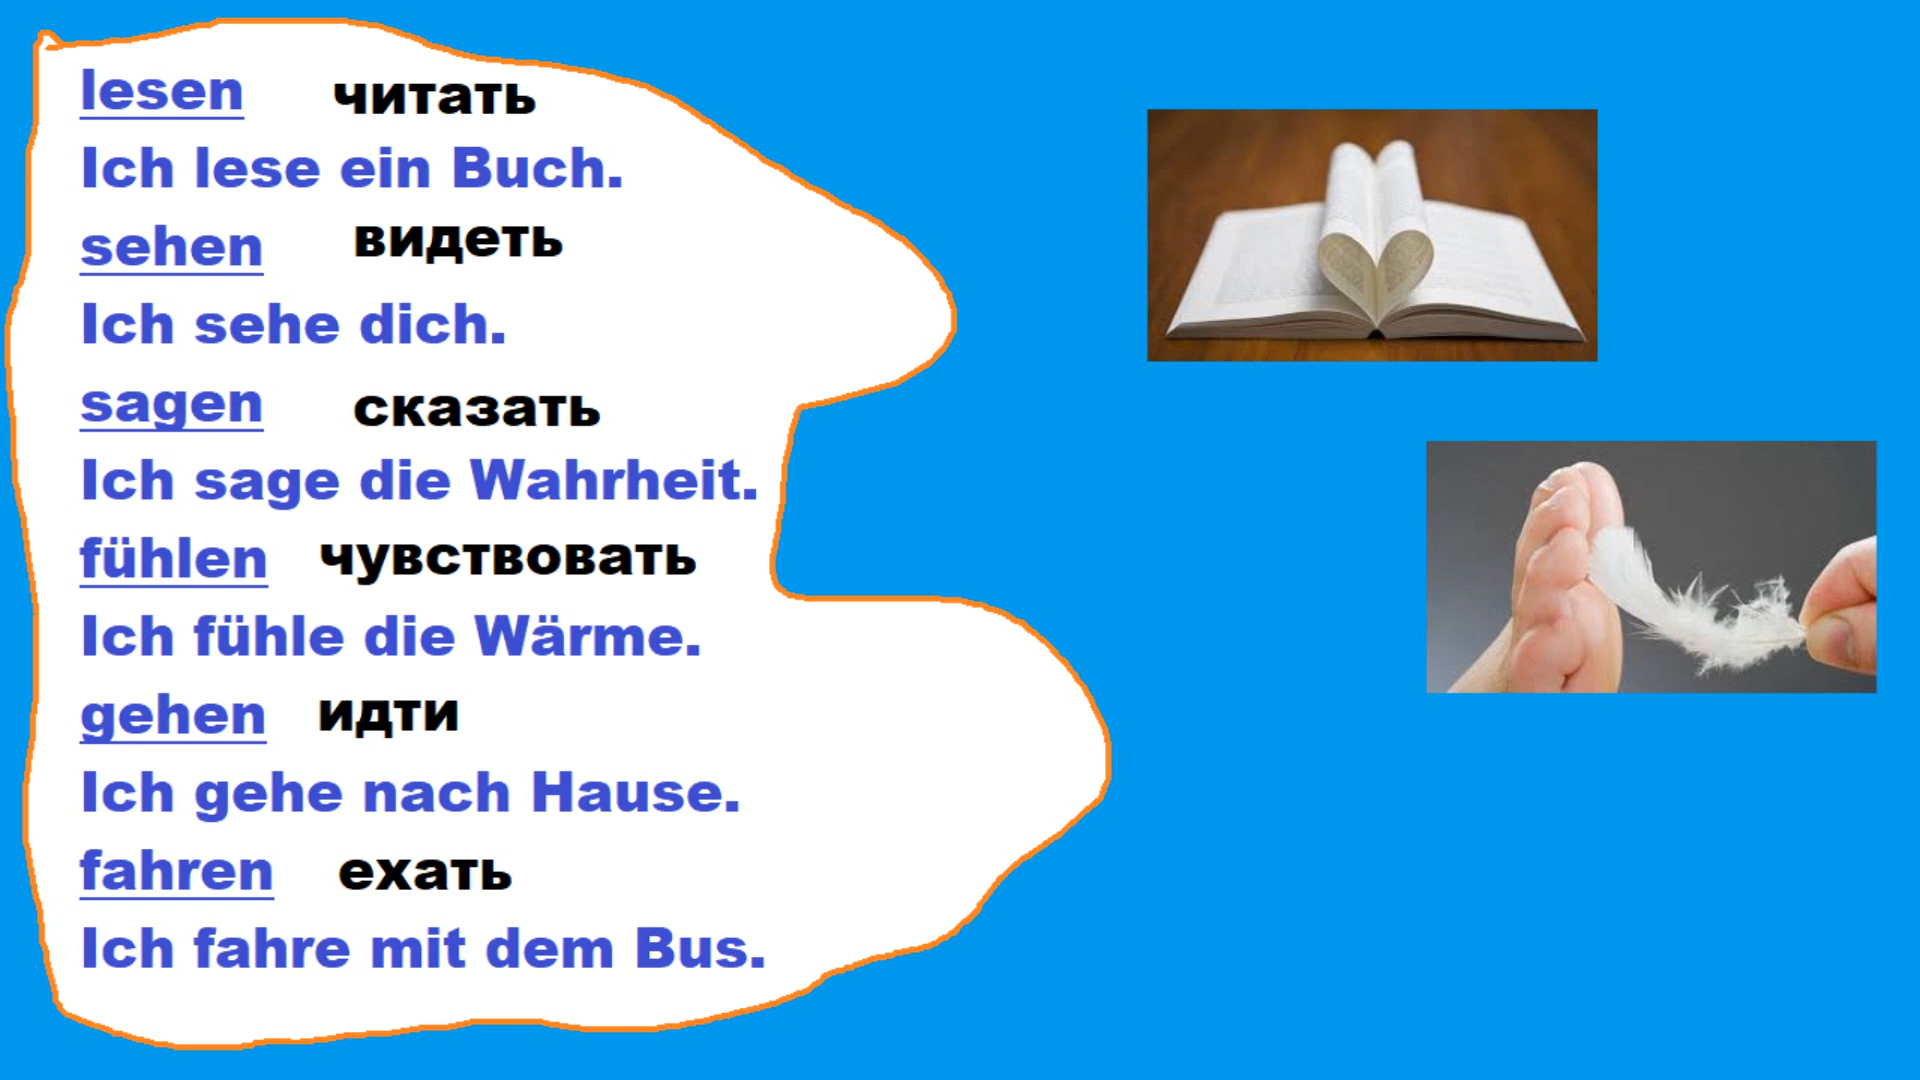 lesen читать
Ich lese ein Buch.
sehen видеть
Ich sehe dich.
sagen сказать
Ich sage die Wahrheit.
fühlen чувствовать
Ich fühle die Wärme.
gehen идти
Ich gehe nach Hause.
fahren ехать
Ich fahre mit dem Bus.